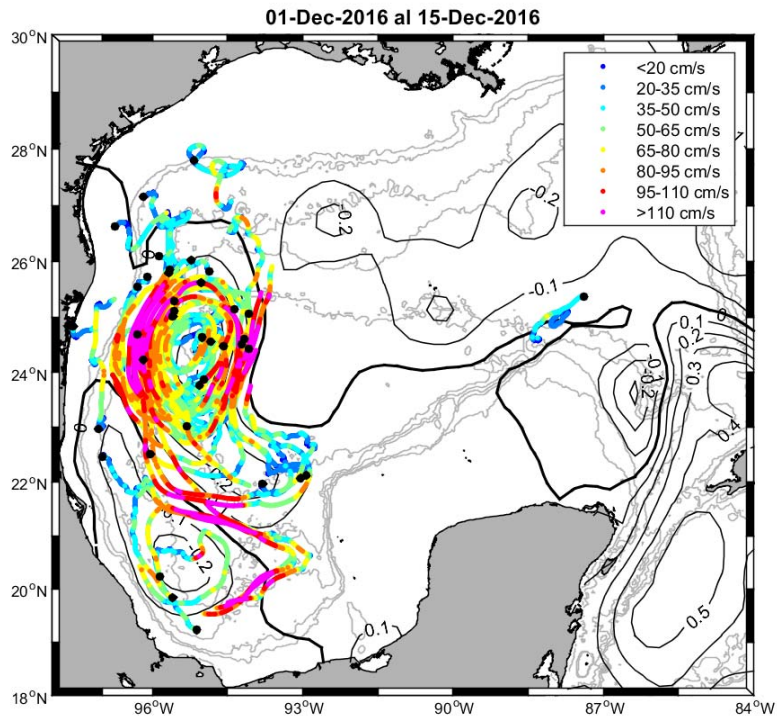 01-Dec-2016 al 15-Dec-2016
30°N
<20 cm/s
20-35 cm/s
35-50 cm/s
50-65 cm/s
65-80 cm/s
80-95 cm/s
95-110 cm/s
>110 cm/s
28°N
-0.2
-0.2
0
26°N
-0.1
0.1
0
0.2
-0.1
-0.2
0.3
24°N
0.4
0
22°N
-0.2
-0.2
20°N
0.1
0.5
18°N
96°W
93°W
90°W
87°W
84°W